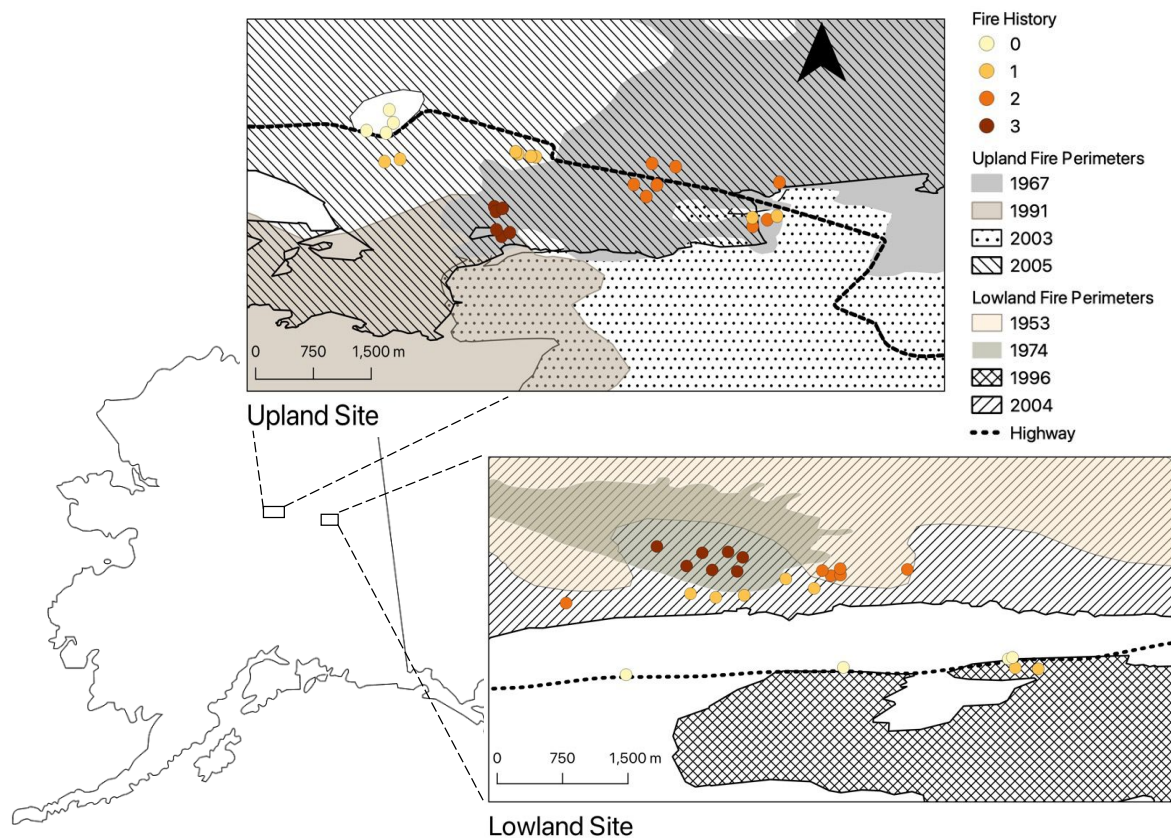 Fire History
0
1
2
3
Upland Fire Perimeters
1967
1991
2003
2005
Lowland Fire Perimeters
1953
1974
1996
2004
Highway
0 750 1,500 m
Upland Site
0 750 1,500 m
Lowland Site